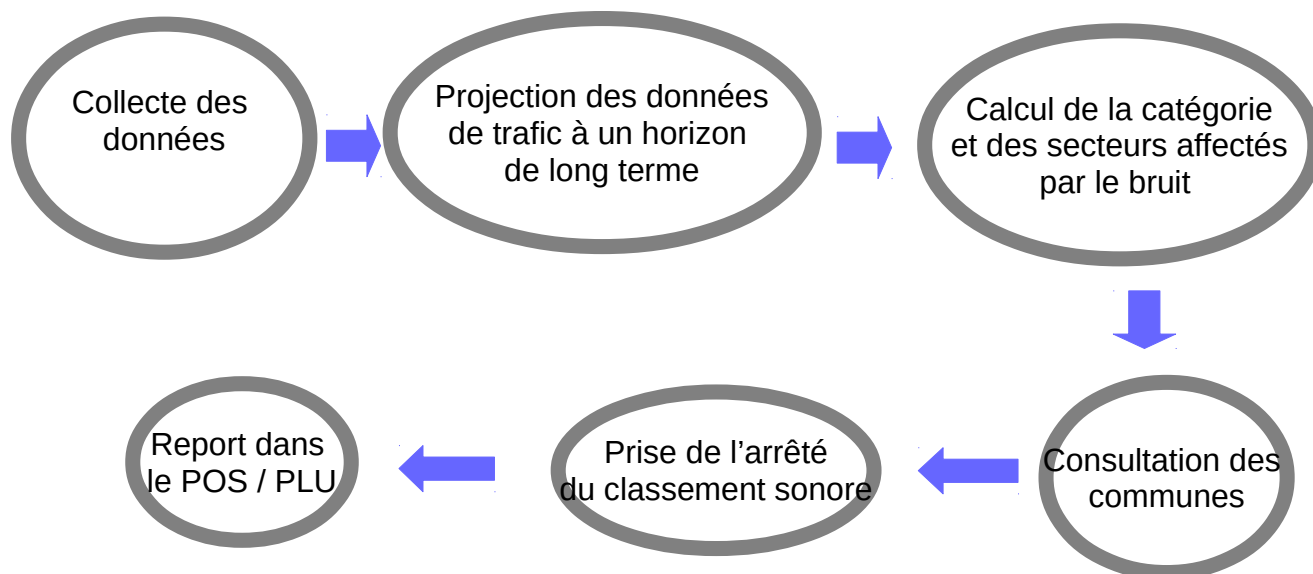 Collecte des
données
Projection des données
de trafic à un horizon
de long terme
Calcul de la catégorie
et des secteurs affectés
par le bruit
Consultation des
communes
Prise de l’arrêté
du classement sonore
Report dans
le POS / PLU